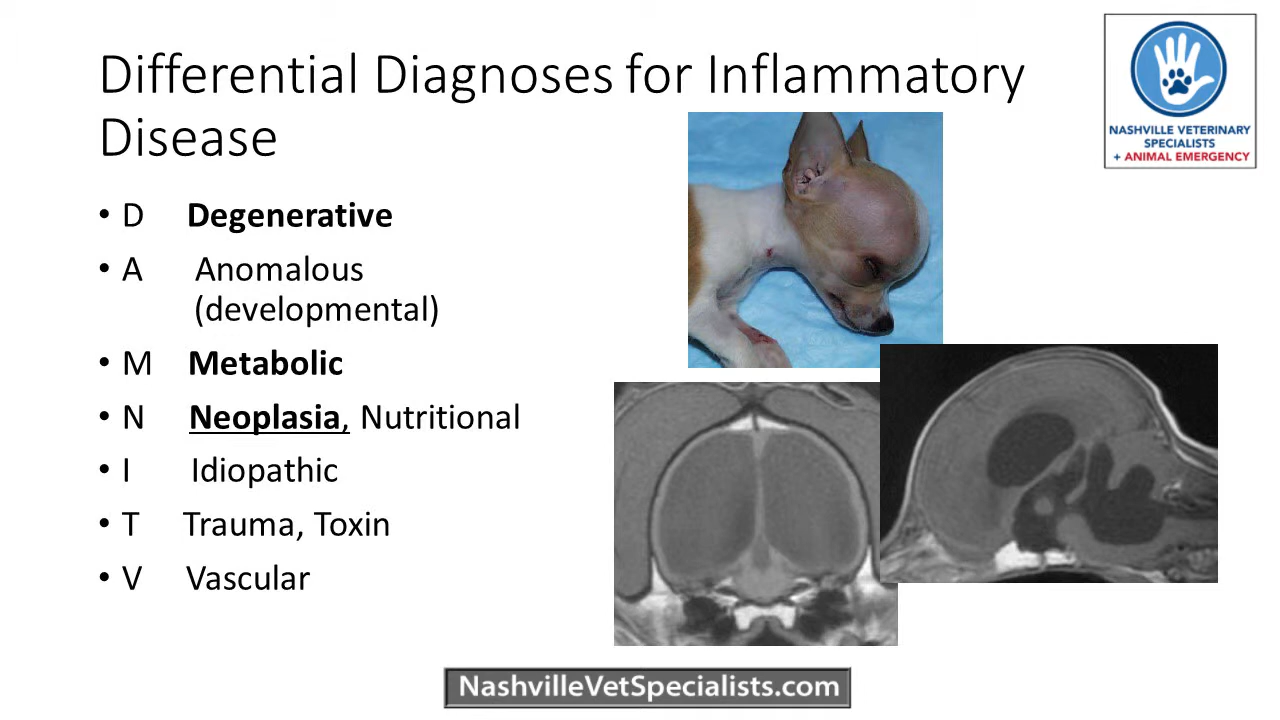 Differential Diagnoses for Inflammatory
Disease
• D Degenerative
• A Anomalous
(developmental)
• M Metabolic
• N Neoplasia, Nutritional
• I Idiopathic
• T Trauma, Toxin
• V Vascular
NASHVILLE VETERINARY
SPECIALISTS
+ ANIMAL EMERGENCY
NashvilleVetSpecialists.com